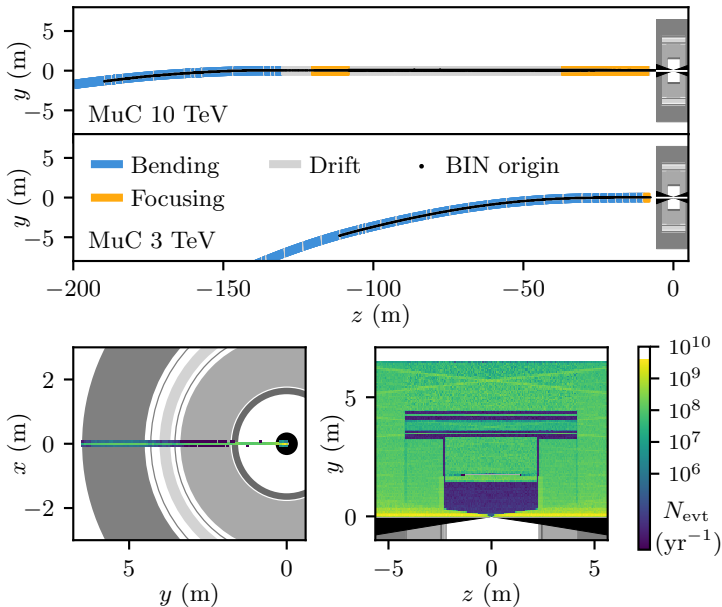 5
0
−5
y (m)
MuC 10 TeV
5
0
−5
y (m)
Bending
Drift
BIN origin
Focusing
MuC 3 TeV
−200
−150
−100
−50
0
z (m)
2
0
−2
x (m)
5
0
y (m)
5
0
y (m)
−5
0
5
z (m)
10^10
10^9
10^8
10^7
10^6
N_evt
(yr^−1)